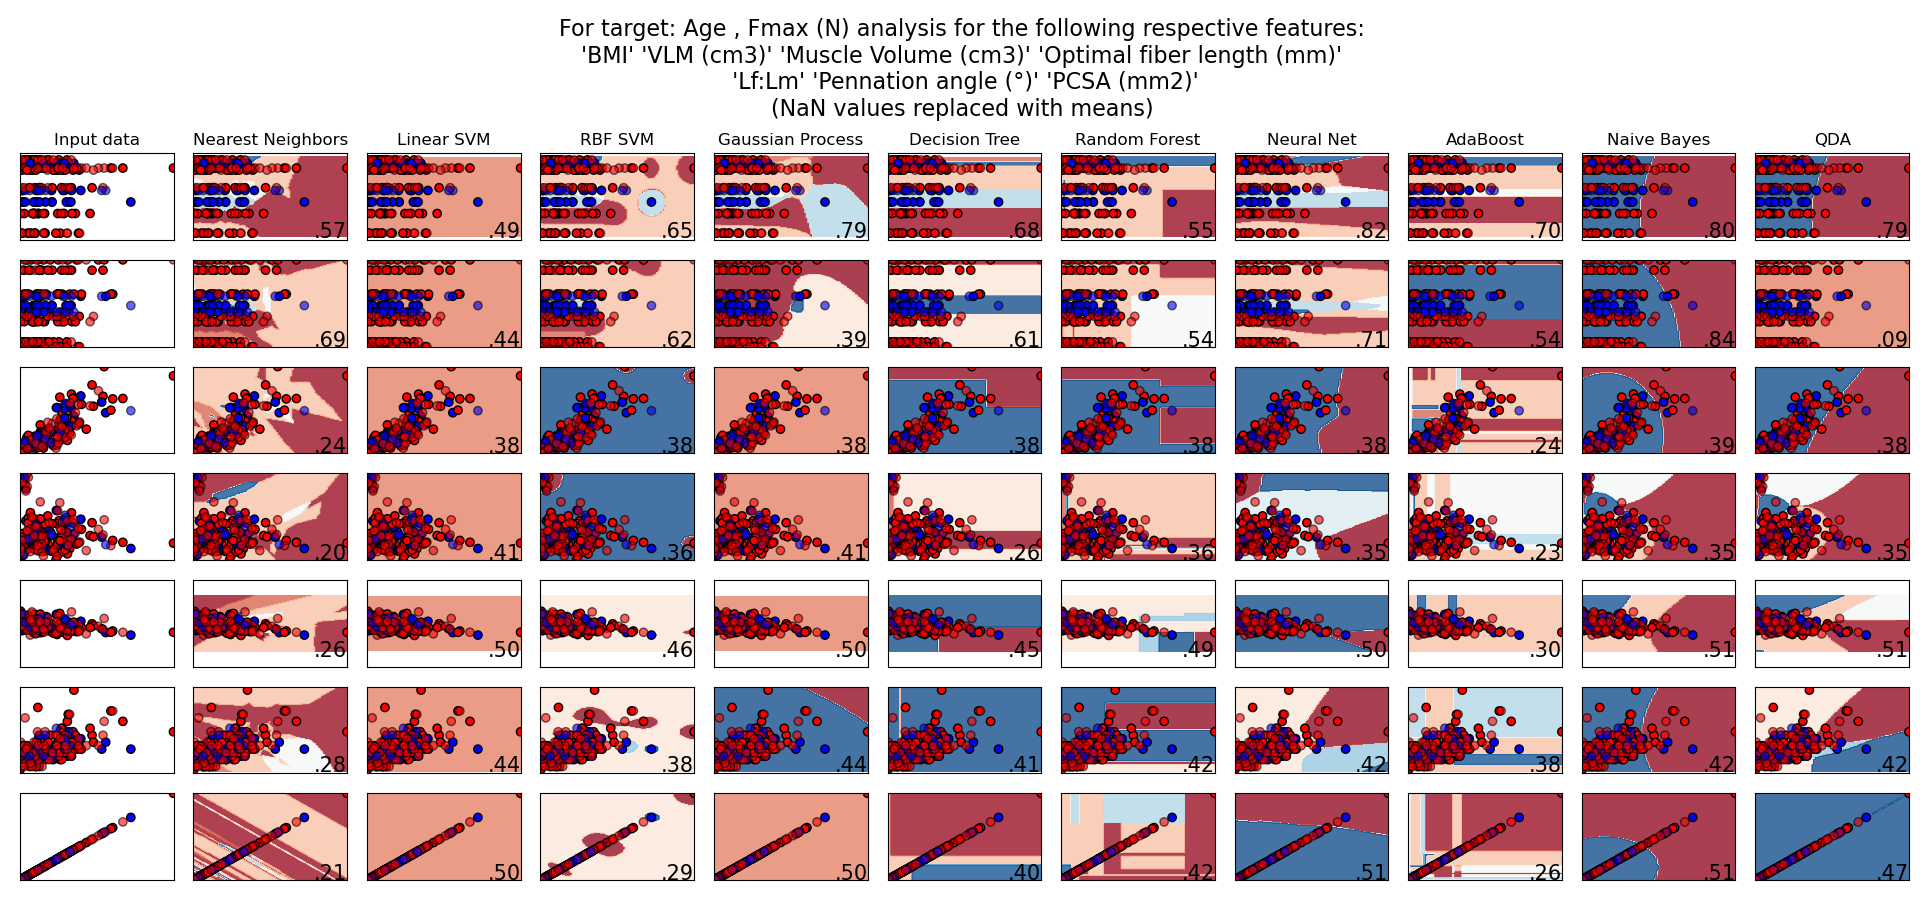 For target: Age , Fmax (N) analysis for the following respective features:
'BMI' 'VLM (cm3)' 'Muscle Volume (cm3)' 'Optimal fiber length (mm)'
'Lf:Lm' 'Pennation angle (°)' 'PCSA (mm2)'
(NaN values replaced with means)
Input data Nearest Neighbors Linear SVM RBF SVM Gaussian Process Decision Tree Random Forest Neural Net AdaBoost Naive Bayes QDA
.57 .49 .65 .79 .68 .55 .82 .70 .80 .79
.69 .44 .62 .39 .61 .54 .71 .54 .84 .09
.24 .38 .38 .38 .38 .38 .38 .24 .39 .38
.20 .41 .36 .41 .26 .36 .35 .23 .35 .35
.26 .50 .46 .50 .45 .49 .50 .30 .51 .51
.28 .44 .38 .44 .41 .42 .42 .38 .42 .42
.21 .50 .29 .50 .40 .42 .51 .26 .51 .47